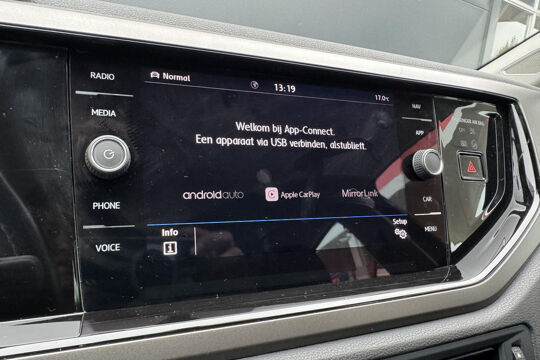 RADIO
MEDIA
PHONE
VOICE
Normal
13:19
17.0°C
Welkom bij App-Connect.
Een apparaat via USB verbinden, alstublieft.
androidauto
Apple CarPlay
MirrorLink
Info
i
Setup
NAV
APP
CAR
MENU